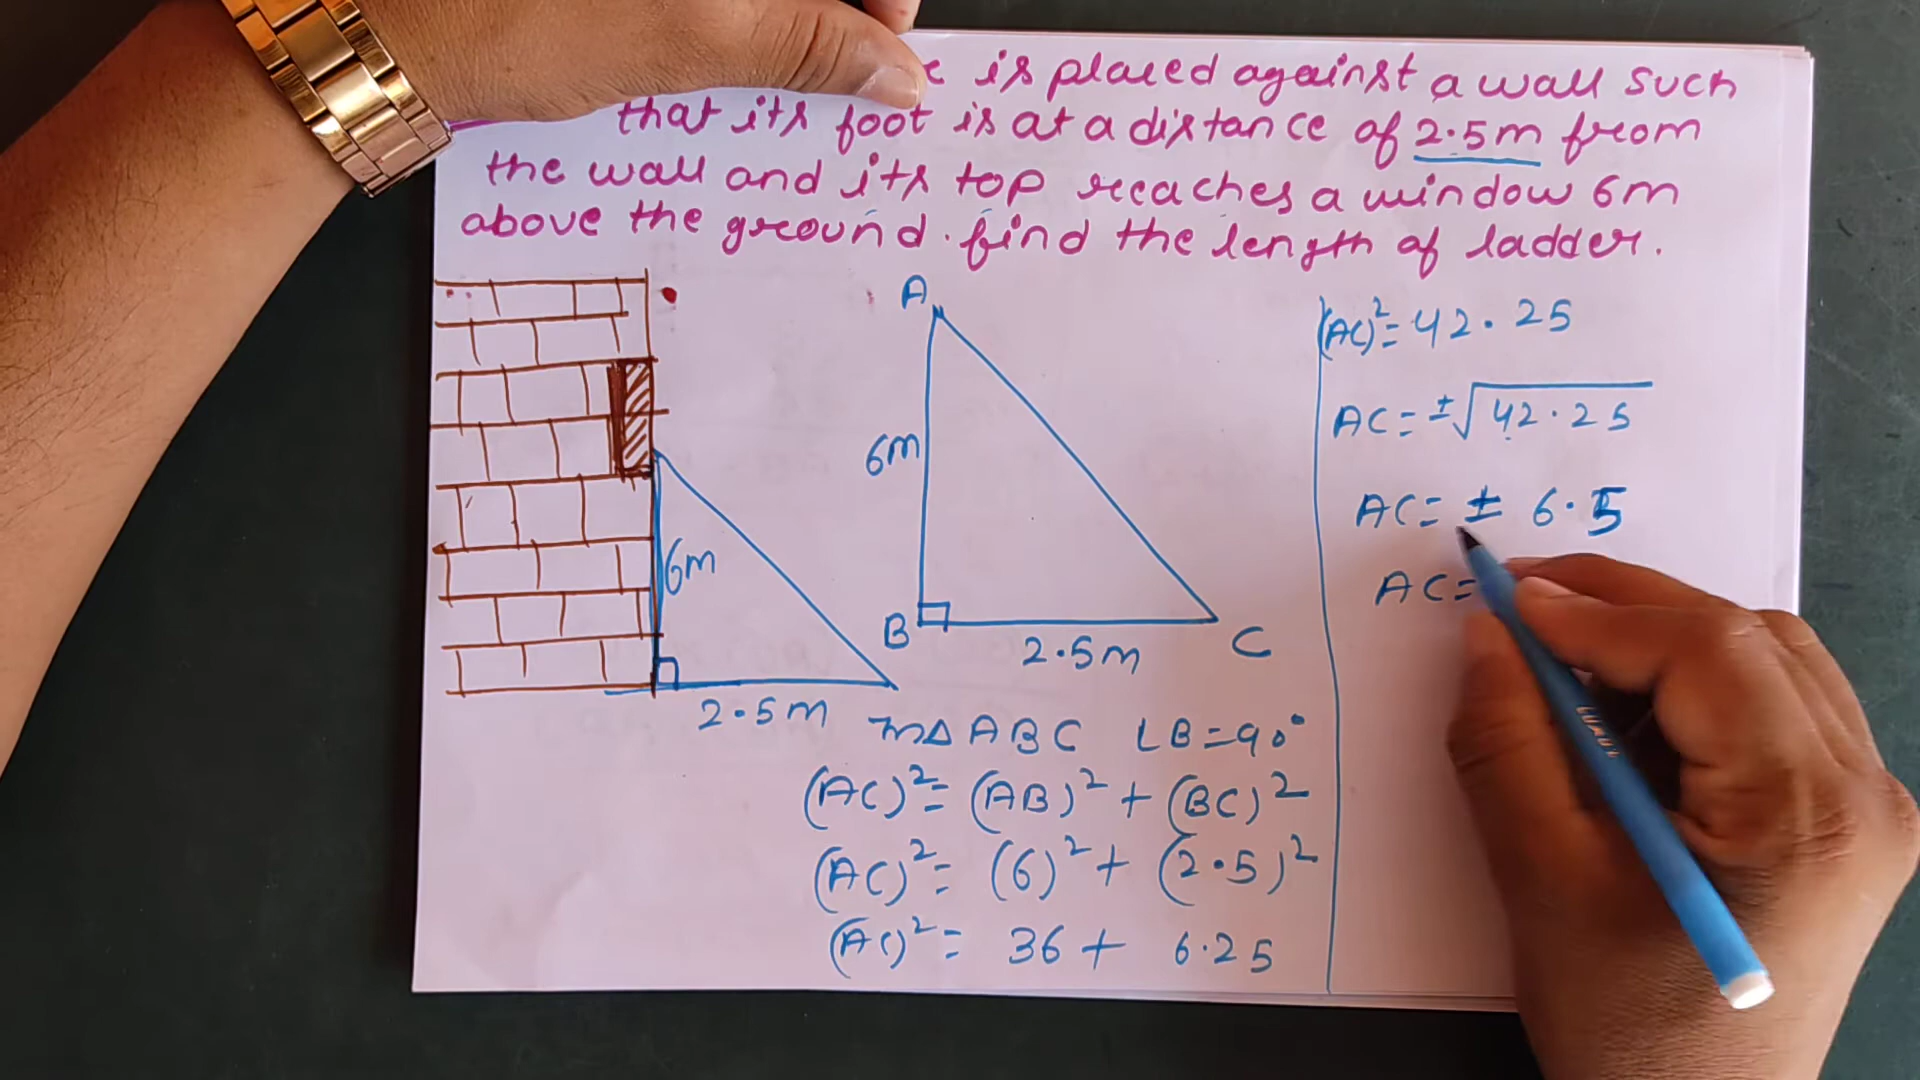 is placed against a wall such
that its foot is at a distance of 2.5m from
the wall and its top reaches a window 6m
above the ground. find the length of ladder.
6m
2.5m
A
6m
B
2.5m
C
In △ ABC ∠B=90°
(AC)²= (AB)² + (BC)²
(AC)²= (6)² + (2.5)²
(AC)²= 36 + 6.25
(AC)²= 42.25
AC= ±√42.25
AC= ± 6.5
AC=